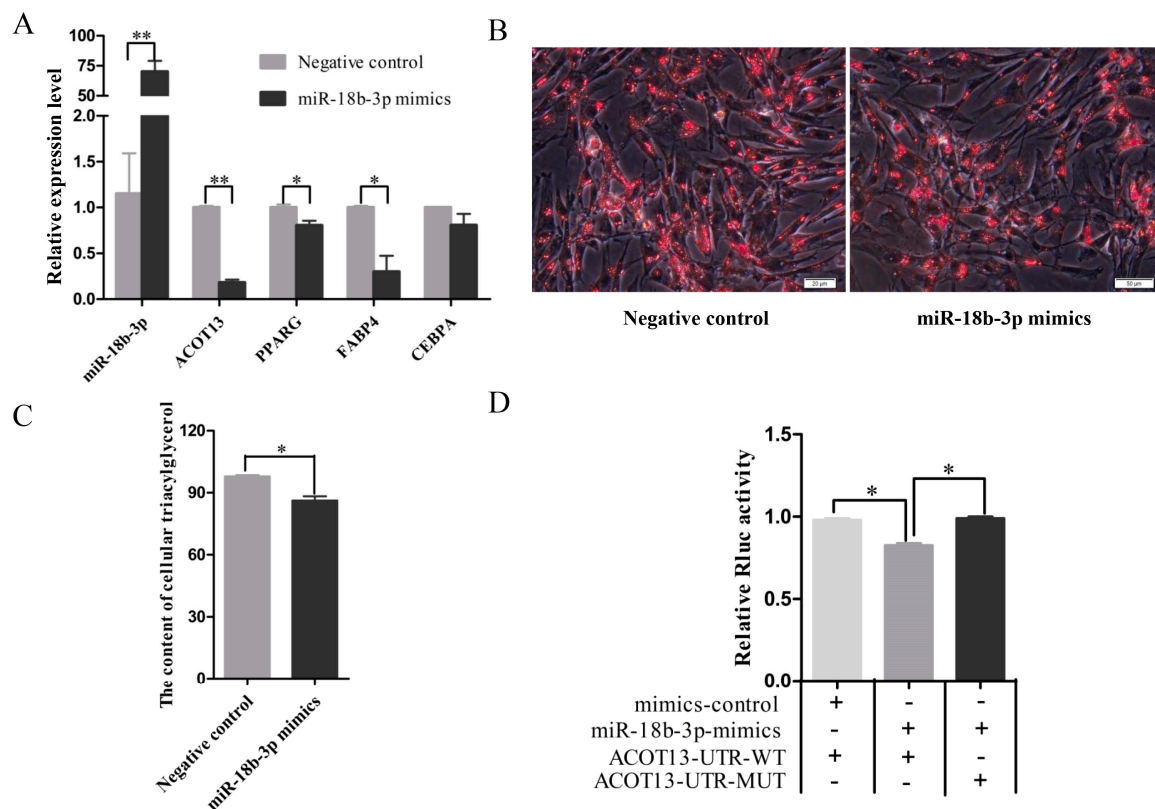 A
Relative expression level
100
75
50
2.0
1.5
1.0
0.5
0.0
**
**
*
*
Negative control
miR-18b-3p mimics
miR-18b-3p
ACOT13
PPARG
FABP4
CEBPA
B
20 μm
50 μm
Negative control
miR-18b-3p mimics
C
The content of cellular triacylglycerol
120
90
60
30
0
*
Negative control
miR-18b-3p mimics
D
Relative Rluc activity
1.5
1.0
0.5
0.0
*
*
mimics-control + - -
miR-18b-3p-mimics - + +
ACOT13-UTR-WT + + -
ACOT13-UTR-MUT - - +